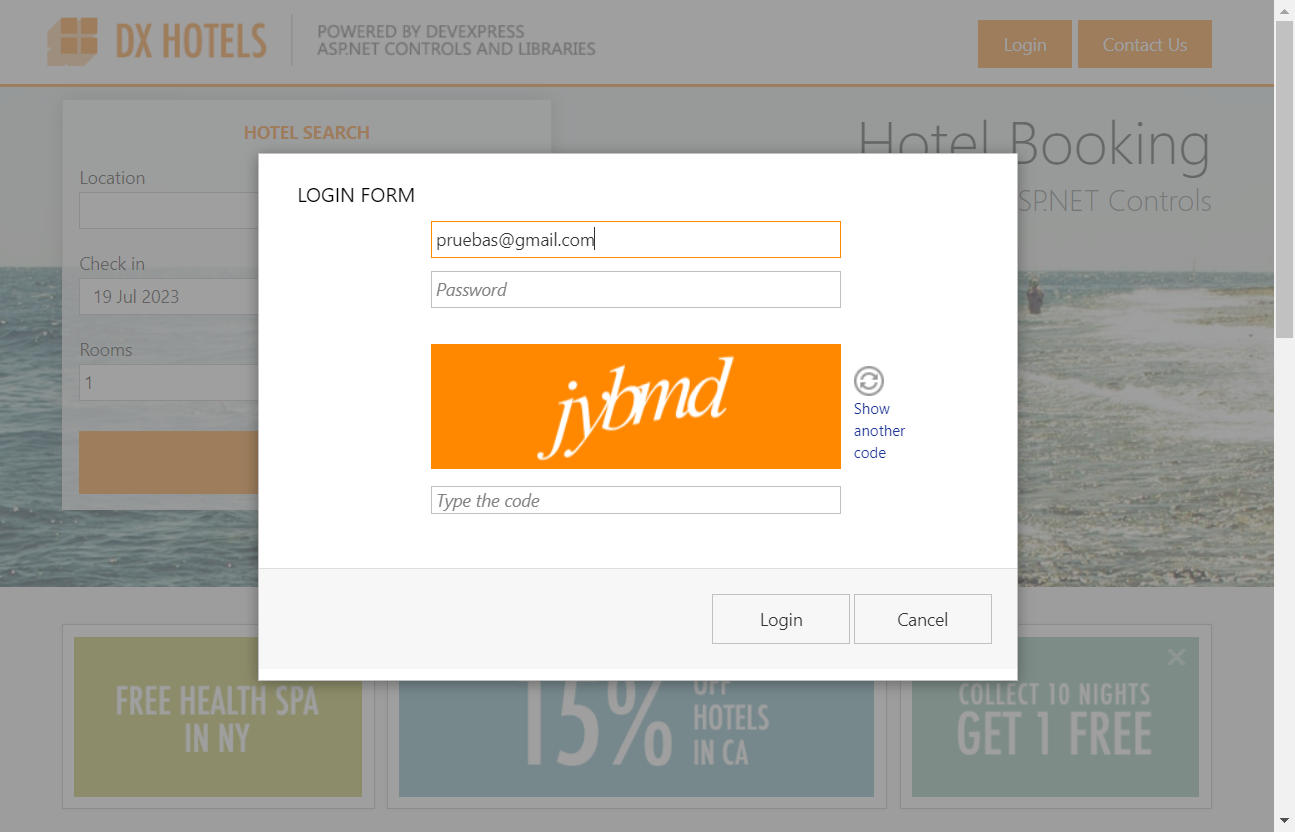 DX HOTELS
POWERED BY DEVEXPRESS
ASP.NET CONTROLS AND LIBRARIES
Login
Contact Us
HOTEL SEARCH
Hotel Booking
ASP.NET Controls
Location
Check in
19 Jul 2023
Rooms
1
LOGIN FORM
pruebas@gmail.com
Password
jybmd
Show
another
code
Type the code
Login
Cancel
FREE HEALTH SPA
IN NY
15%
OFF
HOTELS
IN CA
COLLECT 10 NIGHTS
GET 1 FREE